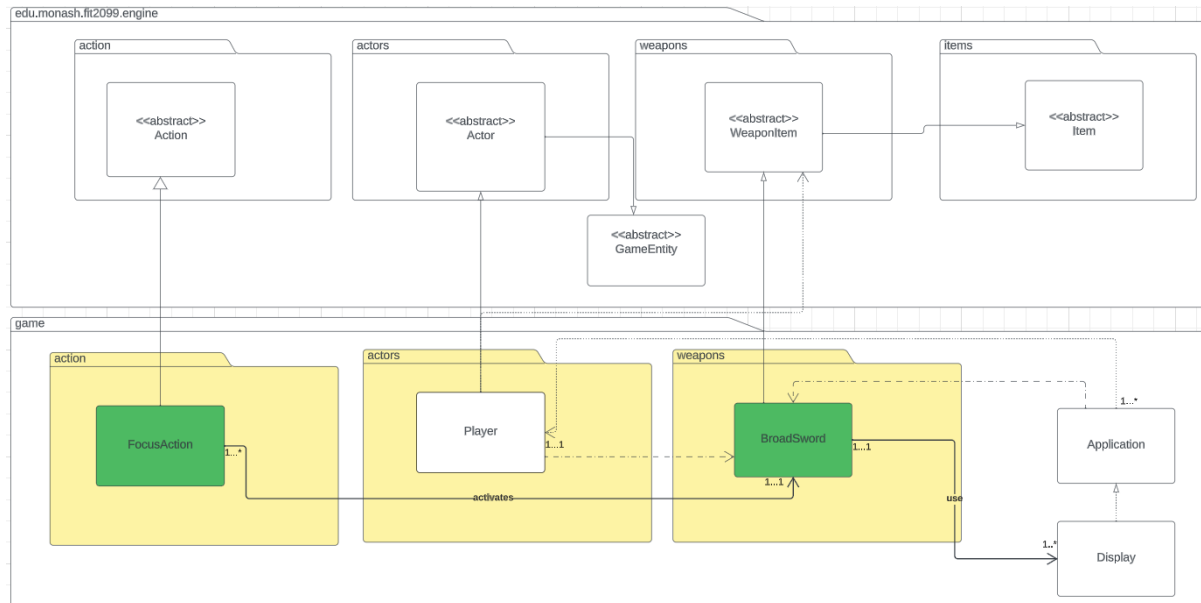 edu.monash.fit2099.engine
action
actors
weapons
items
<<abstract>>
Action
<<abstract>>
Actor
<<abstract>>
WeaponItem
<<abstract>>
Item
<<abstract>>
GameEntity
game
action
actors
weapons
FocusAction
1...*
Player
1...1
BroadSword
1...1
1...1
1...*
Application
activates
use
1..*
Display